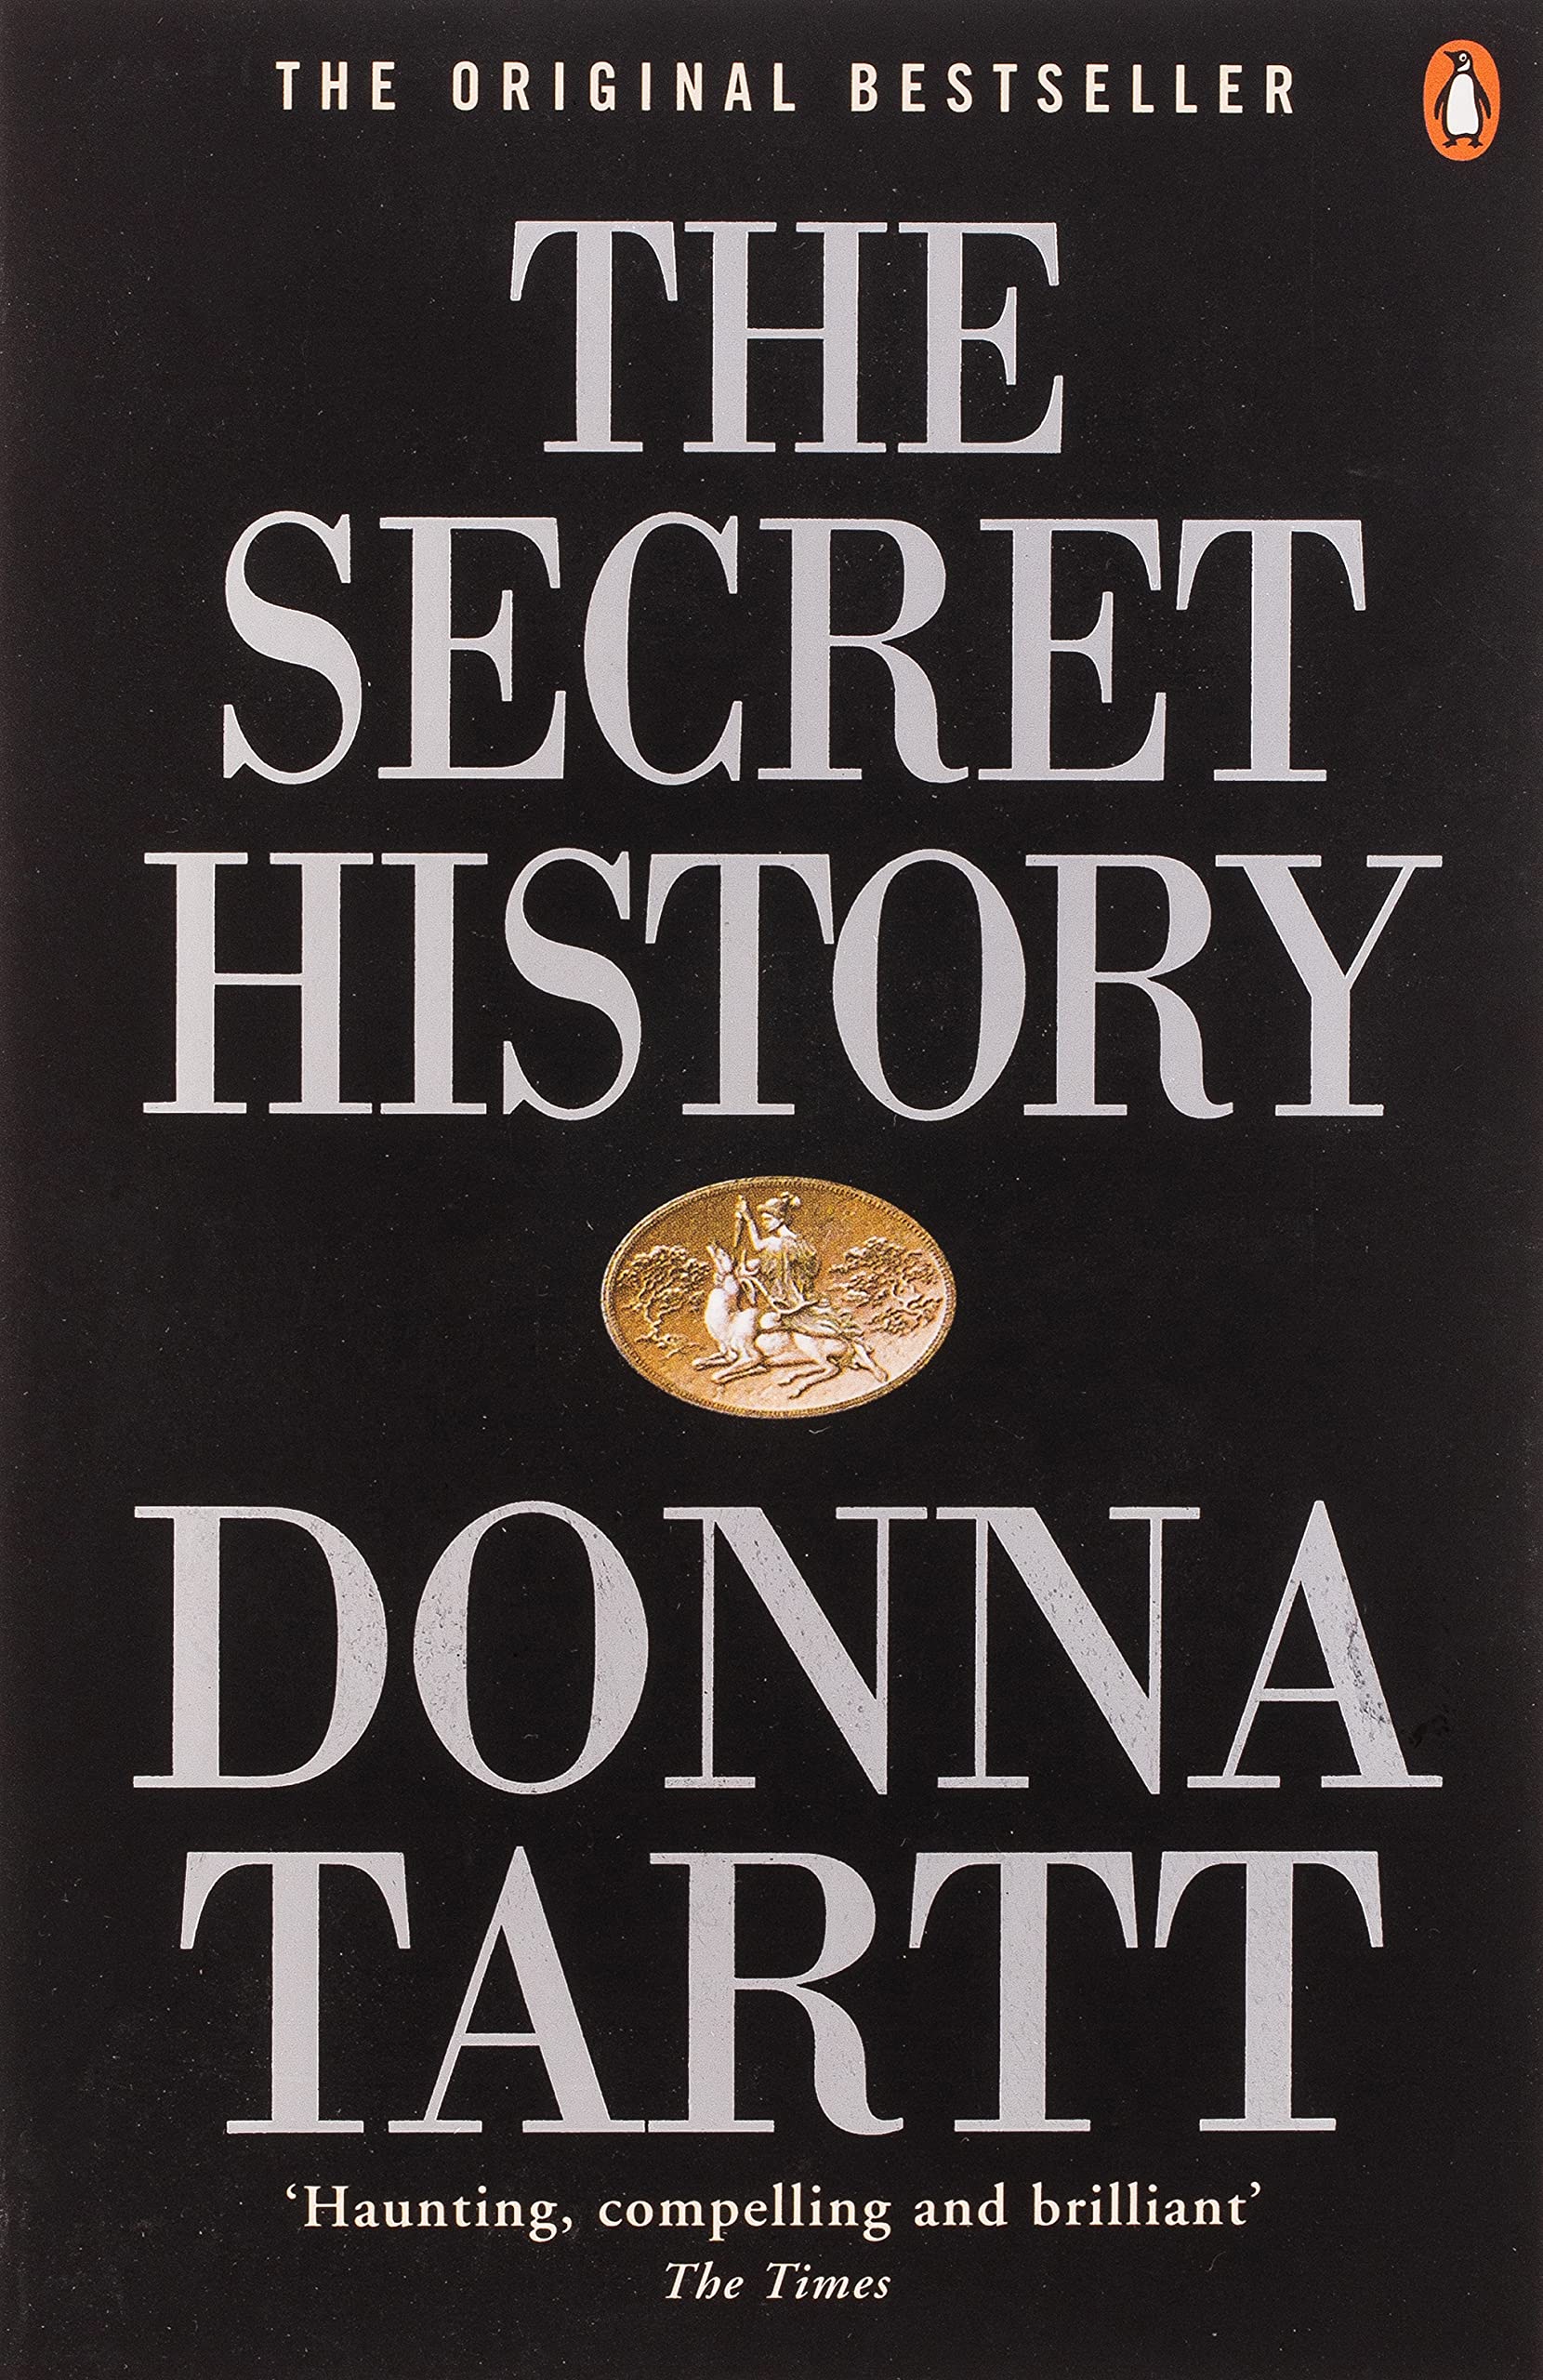 THE ORIGINAL BESTSELLER
THE
SECRET
HISTORY
DONNA
TARTT
‘Haunting, compelling and brilliant’
The Times